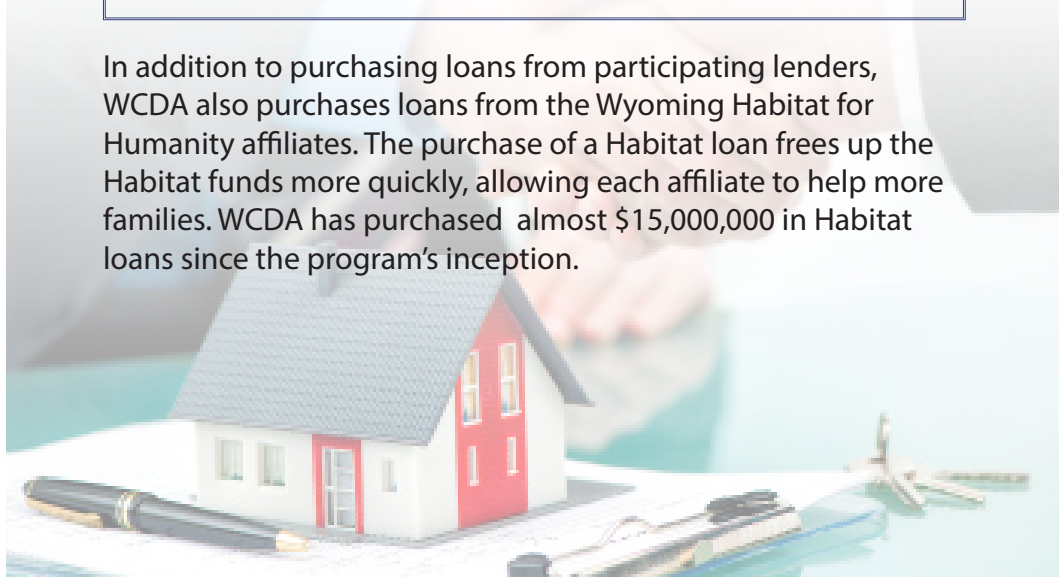 In addition to purchasing loans from participating lenders,
WCDA also purchases loans from the Wyoming Habitat for
Humanity affiliates. The purchase of a Habitat loan frees up the
Habitat funds more quickly, allowing each affiliate to help more
families. WCDA has purchased  almost $15,000,000 in Habitat
loans since the program’s inception.